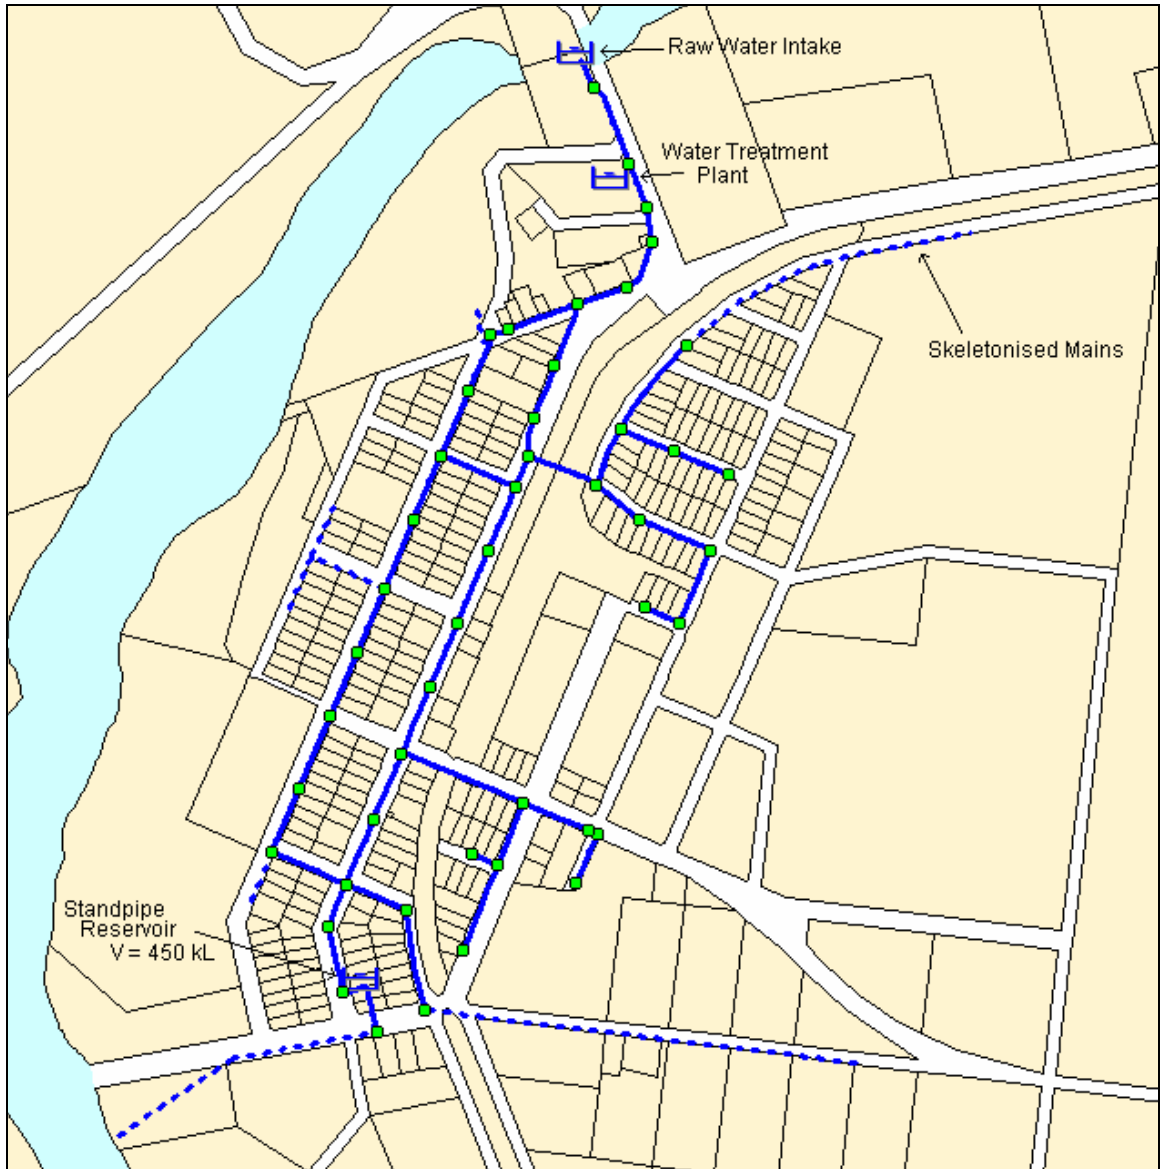 Raw Water Intake
Water Treatment
Plant
Skeletonised Mains
Standpipe
Reservoir
V = 450 kL